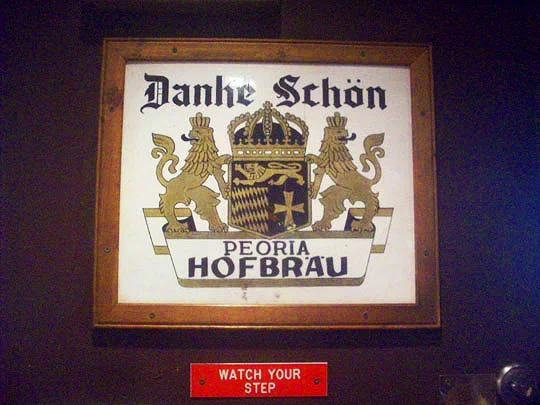 Danke Schön
PEORIA
HOFBRÄU
WATCH YOUR
STEP